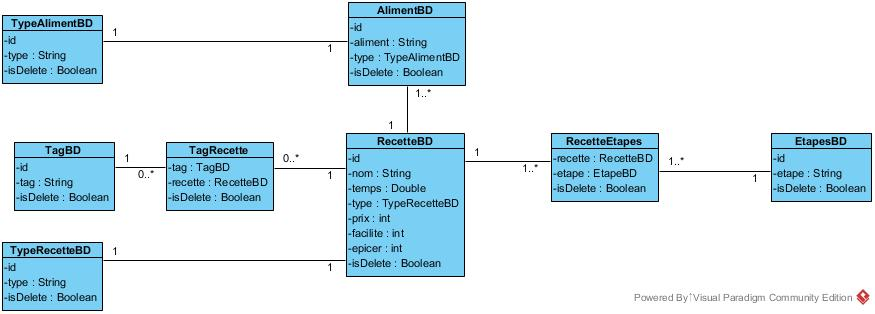 TypeAlimentBD
-id
-type : String
-isDelete : Boolean
1
1
AlimentBD
-id
-aliment : String
-type : TypeAlimentBD
-isDelete : Boolean
1..*
1
TagBD
-id
-tag : String
-isDelete : Boolean
1
0..*
TagRecette
-tag : TagBD
-recette : RecetteBD
-isDelete : Boolean
0..*
1
RecetteBD
-id
-nom : String
-temps : Double
-type : TypeRecetteBD
-prix : int
-facilite : int
-epicer : int
-isDelete : Boolean
1
1..*
RecetteEtapes
-recette : RecetteBD
-etape : EtapeBD
-isDelete : Boolean
1..*
1
EtapesBD
-id
-etape : String
-isDelete : Boolean
TypeRecetteBD
-id
-type : String
-isDelete : Boolean
1
1
Powered By Visual Paradigm Community Edition